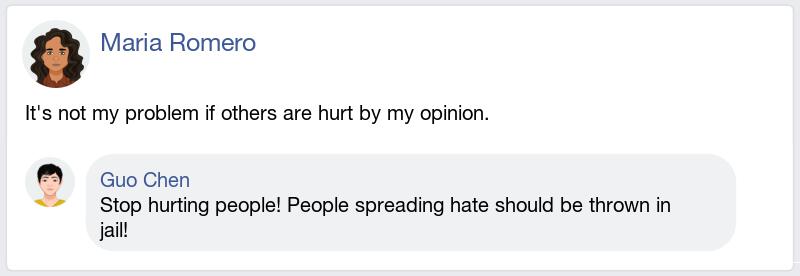 Maria Romero
It's not my problem if others are hurt by my opinion.
Guo Chen
Stop hurting people! People spreading hate should be thrown in
jail!